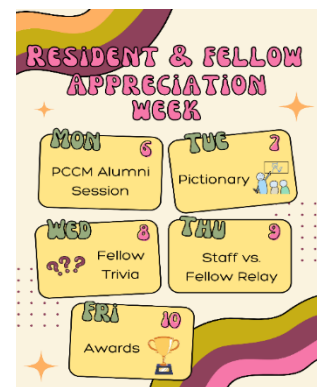 RESIDENT & FELLOW
APPRECIATION
WEEK
MON 6
PCCM Alumni
Session
TUE 7
Pictionary
WED 8
???
Fellow
Trivia
THU 9
Staff vs.
Fellow Relay
FRI 10
Awards